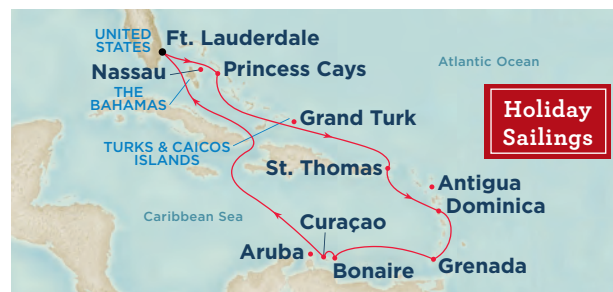 UNITED
STATES
Ft. Lauderdale
Nassau
Princess Cays
Atlantic Ocean
THE
BAHAMAS
Grand Turk
Holiday
Sailings
TURKS & CAICOS
ISLANDS
St. Thomas
Antigua
Dominica
Caribbean Sea
Curaçao
Aruba
Bonaire
Grenada